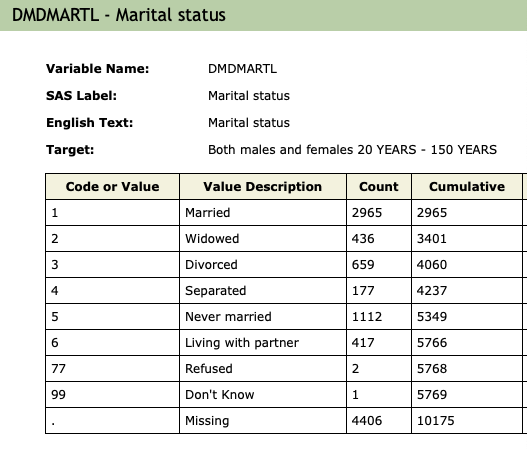 DMDMARTL - Marital status
Variable Name: DMDMARTL
SAS Label: Marital status
English Text: Marital status
Target: Both males and females 20 YEARS - 150 YEARS
Code or Value Value Description Count Cumulative
1 Married 2965 2965
2 Widowed 436 3401
3 Divorced 659 4060
4 Separated 177 4237
5 Never married 1112 5349
6 Living with partner 417 5766
77 Refused 2 5768
99 Don't Know 1 5769
. Missing 4406 10175